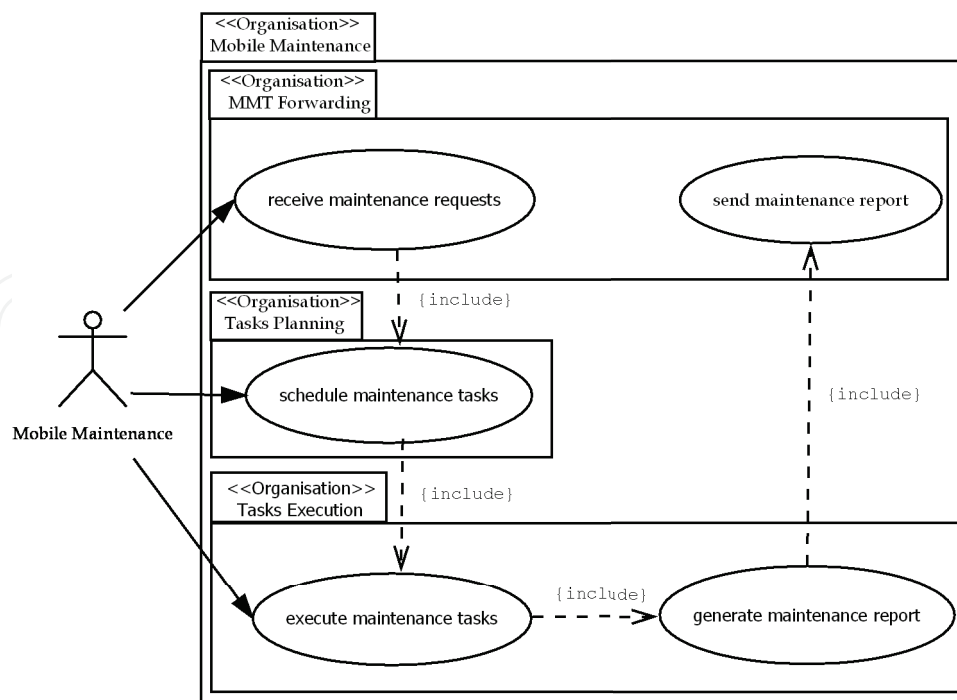 <<Organisation>>
Mobile Maintenance
<<Organisation>>
MMT Forwarding
receive maintenance requests
send maintenance report
{include}
<<Organisation>>
Tasks Planning
schedule maintenance tasks
{include}
Mobile Maintenance
{include}
<<Organisation>>
Tasks Execution
{include}
execute maintenance tasks
generate maintenance report